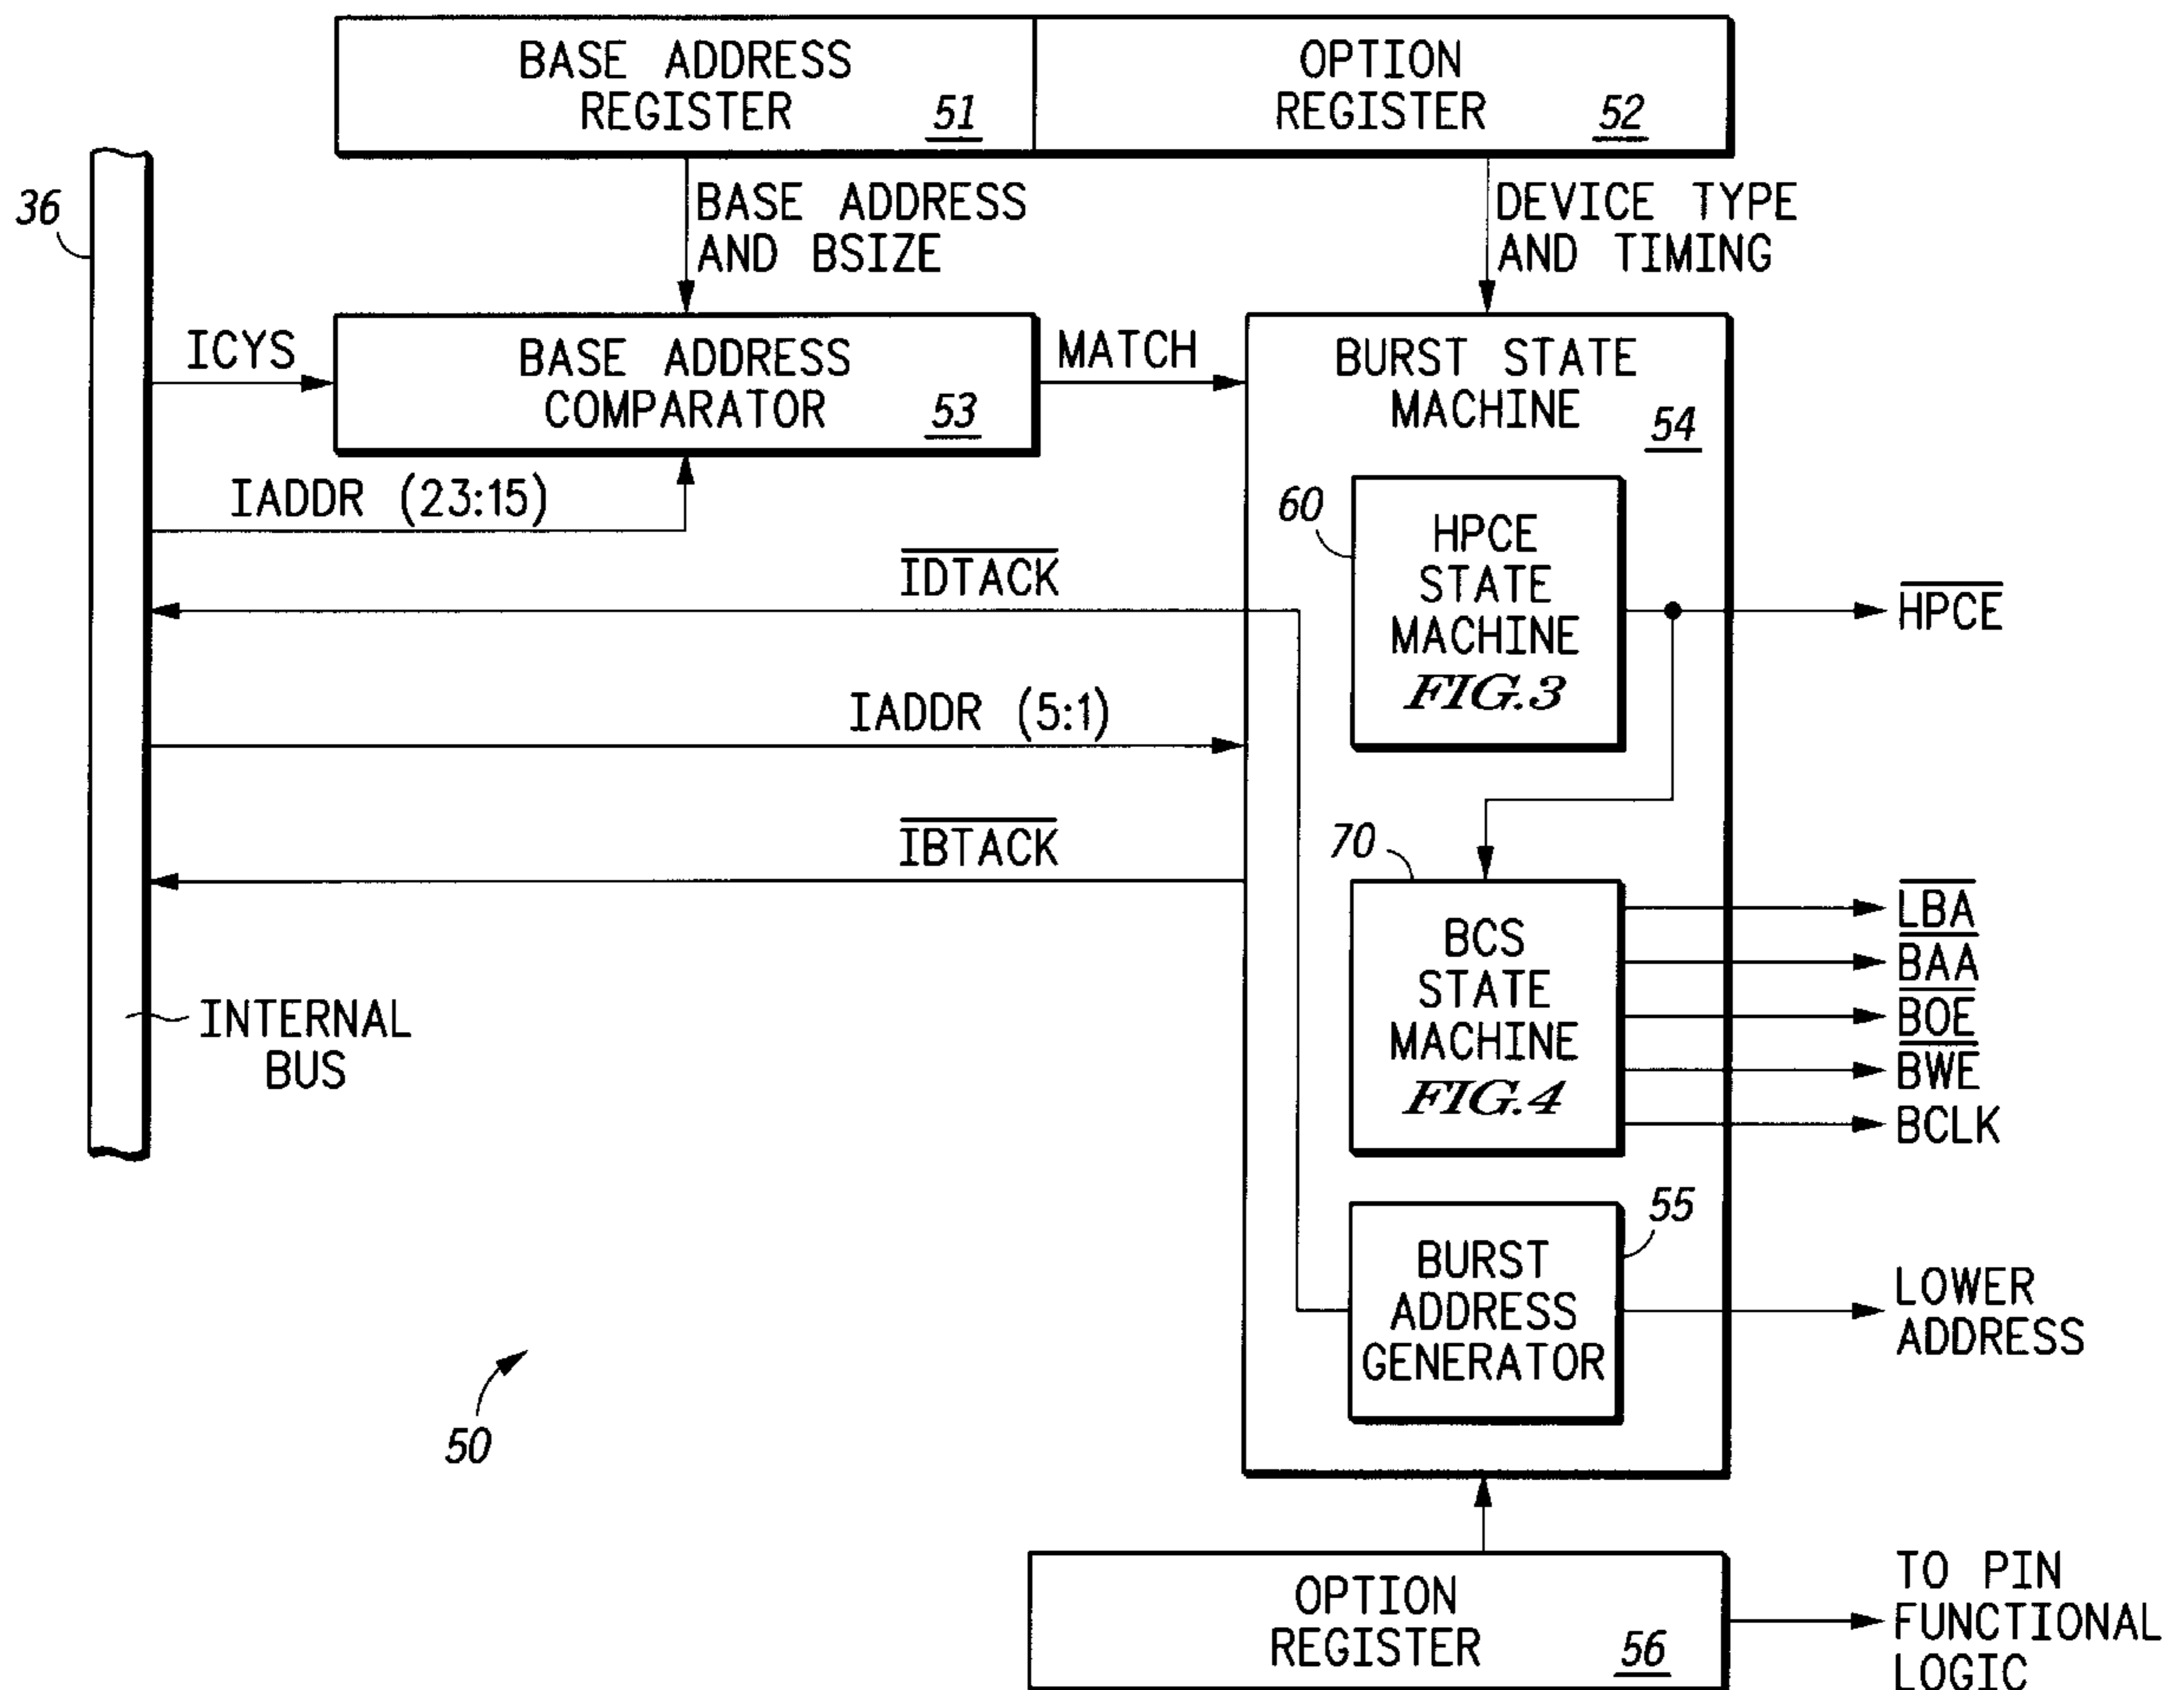 BASE ADDRESS
REGISTER 51
OPTION
REGISTER 52
36
BASE ADDRESS
AND BSIZE
DEVICE TYPE
AND TIMING
ICYS
BASE ADDRESS
COMPARATOR 53
MATCH
BURST STATE
MACHINE
54
IADDR (23:15)
60
HPCE
STATE
MACHINE
FIG.3
IDTACK
HPCE
IADDR (5:1)
IBTACK
70
BCS
STATE
MACHINE
FIG.4
LBA
BAA
BOE
BWE
BCLK
INTERNAL
BUS
55
BURST
ADDRESS
GENERATOR
LOWER
ADDRESS
50
OPTION
REGISTER 56
TO PIN
FUNCTIONAL
LOGIC